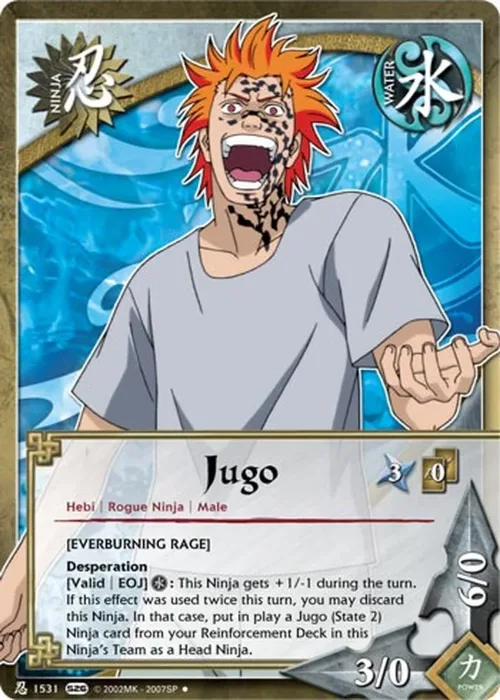 NINJA
忍
WATER
水
Jugo
3
0
Hebi | Rogue Ninja | Male
[EVERBURNING RAGE]
Desperation
[Valid | EOJ] 水: This Ninja gets +1/-1 during the turn.
If this effect was used twice this turn, you may discard
this Ninja. In that case, put in play a Jugo (State 2)
Ninja card from your Reinforcement Deck in this
Ninja's Team as a Head Ninja.
6/0
3/0
力
POWER
忍 1531 SZG © 2002MK - 2007SP